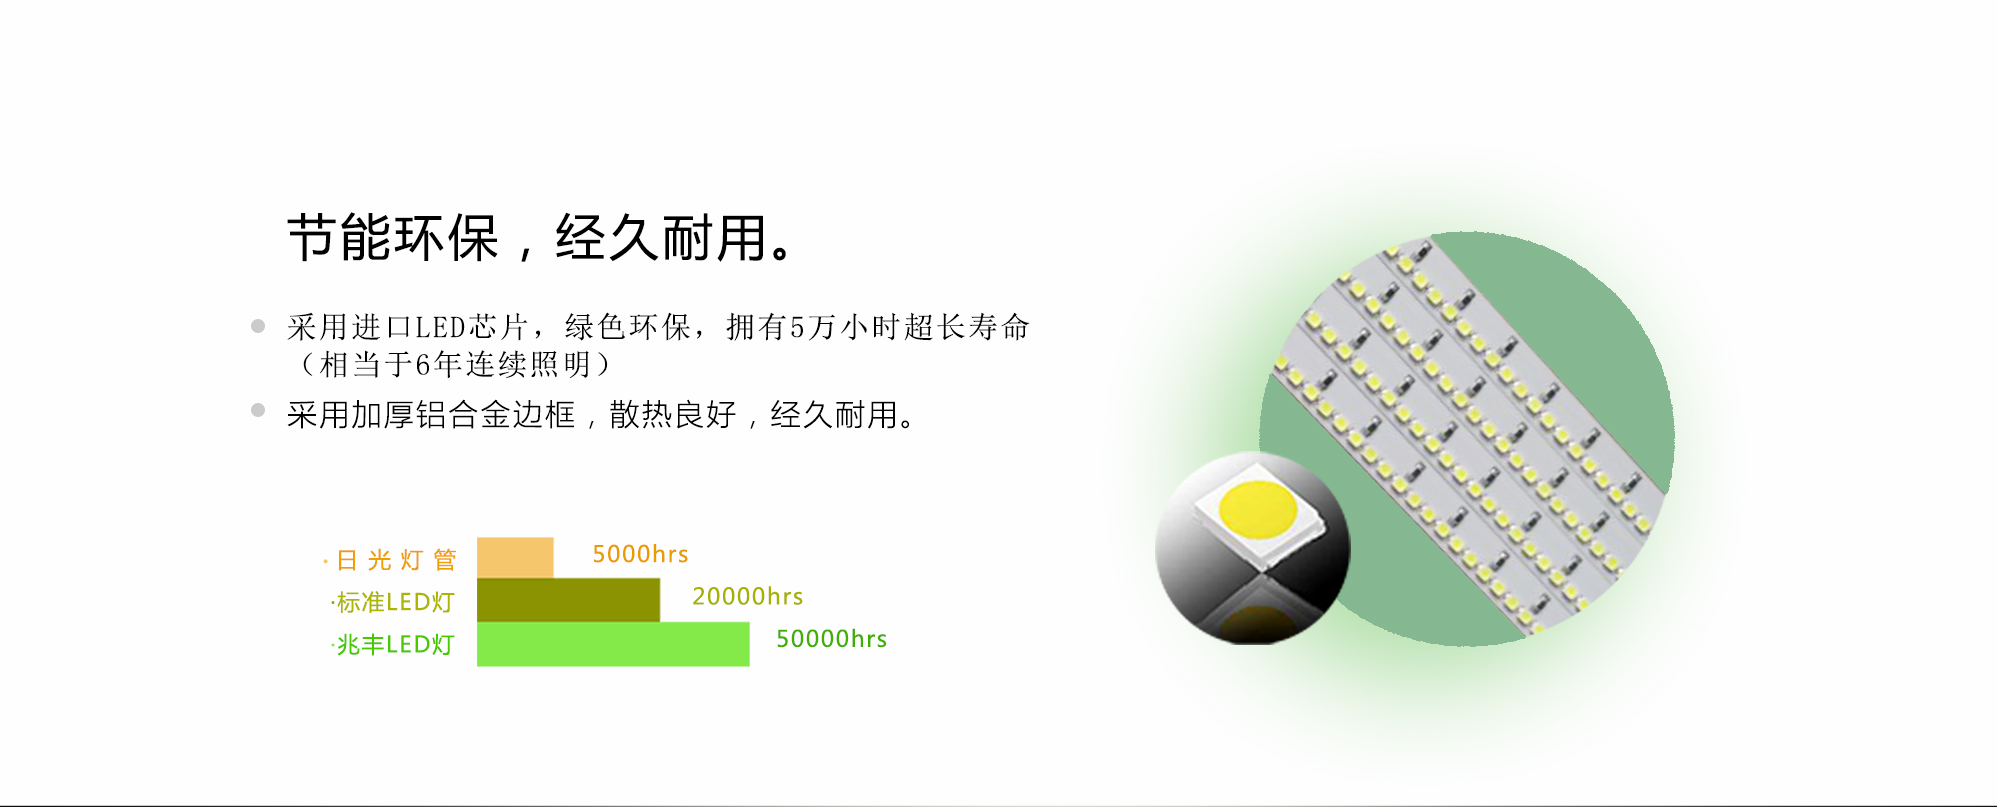 节能环保，经久耐用。
采用进口LED芯片，绿色环保，拥有5万小时超长寿命
（相当于6年连续照明）
采用加厚铝合金边框，散热良好，经久耐用。
·日光灯管 5000hrs
·标准LED灯 20000hrs
·兆丰LED灯 50000hrs